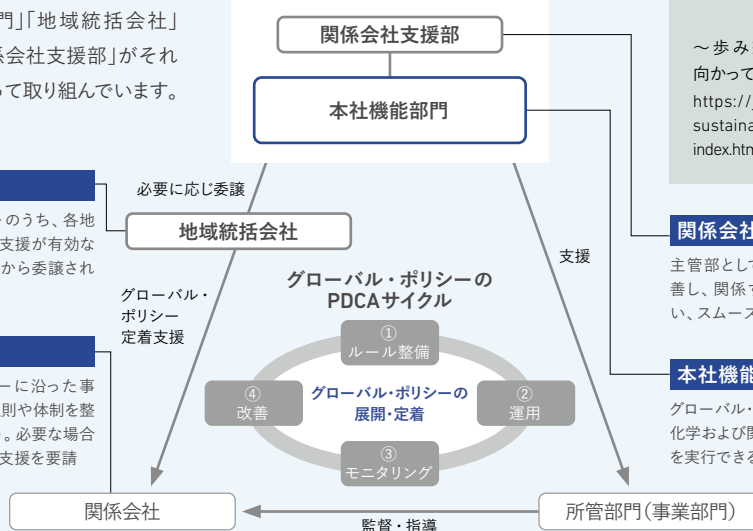 門」「地域統括会社」
係会社支援部」がそれ
って取り組んでいます。
関係会社支援部
本社機能部門
～歩み
向かって
https://
sustaina
index.htm
必要に応じ委譲
のうち、各地
支援が有効な
から委譲され
地域統括会社
支援
グローバル・
ポリシー
定着支援
グローバル・ポリシーの
PDCAサイクル
①
ルール整備
②
運用
③
モニタリング
④
改善
グローバル・ポリシーの
展開・定着
関係会社
主管部として
善し、関係す
い、スムース
ーに沿った事
則や体制を整
。必要な場合
支援を要請
本社機能
グローバル・
化学および関
を実行できる
関係会社
監督・指導
所管部門(事業部門)